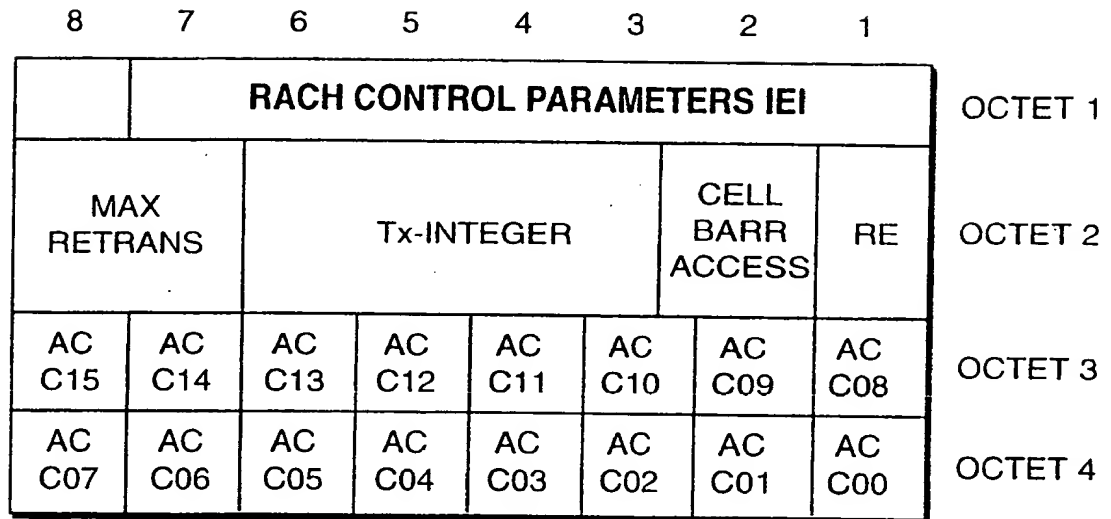 8 7 6 5 4 3 2 1
RACH CONTROL PARAMETERS IEI OCTET 1
MAX RETRANS Tx-INTEGER CELL BARR ACCESS RE OCTET 2
AC C15 AC C14 AC C13 AC C12 AC C11 AC C10 AC C09 AC C08 OCTET 3
AC C07 AC C06 AC C05 AC C04 AC C03 AC C02 AC C01 AC C00 OCTET 4